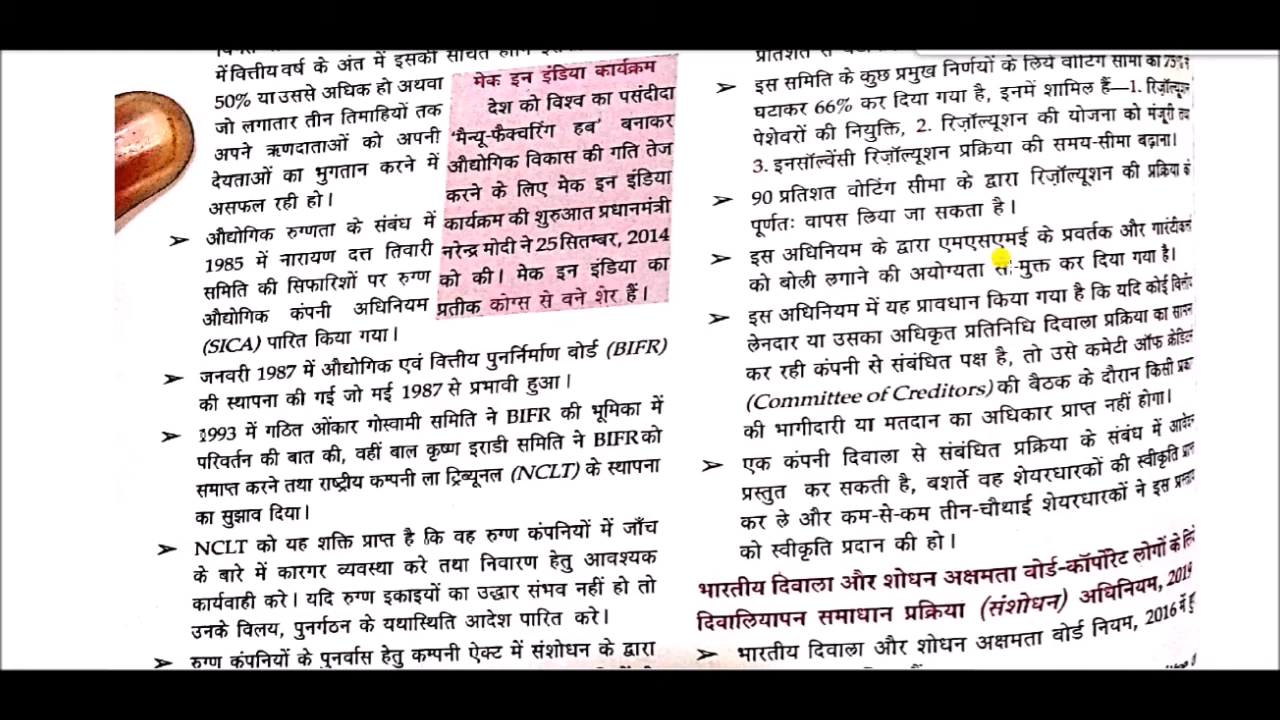 में वित्तीय वर्ष के अंत में इसकी संचित हानि
50% या उससे अधिक हो अथवा
जो लगातार तीन तिमाहियों तक
अपने ऋणदाताओं को अपनी
देयताओं का भुगतान करने में
असफल रही हो।
➤ औद्योगिक रुग्णता के संबंध में
1985 में नारायण दत्त तिवारी
समिति की सिफारिशों पर रुग्ण
औद्योगिक कंपनी अधिनियम
(SICA) पारित किया गया।
मेक इन इंडिया कार्यक्रम
देश को विश्व का पसंदीदा
'मैन्यू-फैक्चरिंग हब' बनाकर
औद्योगिक विकास की गति तेज
करने के लिए मेक इन इंडिया
कार्यक्रम की शुरुआत प्रधानमंत्री
नरेन्द्र मोदी ने 25 सितम्बर, 2014
को की। मेक इन इंडिया का
प्रतीक कोग्स से बने शेर हैं।
➤ जनवरी 1987 में औद्योगिक एवं वित्तीय पुनर्निर्माण बोर्ड (BIFR)
की स्थापना की गई जो मई 1987 से प्रभावी हुआ।
➤ 1993 में गठित ओंकार गोस्वामी समिति ने BIFR की भूमिका में
परिवर्तन की बात की, वहीं बाल कृष्ण इराडी समिति ने BIFR को
समाप्त करने तथा राष्ट्रीय कम्पनी ला ट्रिब्यूनल (NCLT) के स्थापना
का सुझाव दिया।
➤ NCLT को यह शक्ति प्राप्त है कि वह रुग्ण कंपनियों में जाँच
के बारे में कारगर व्यवस्था करे तथा निवारण हेतु आवश्यक
कार्यवाही करे। यदि रुग्ण इकाइयों का उद्धार संभव नहीं हो तो
उनके विलय, पुनर्गठन के यथास्थिति आदेश पारित करे।
➤ रुग्ण कंपनियों के पुनर्वास हेतु कम्पनी ऐक्ट में संशोधन के द्वारा
➤ इस समिति के कुछ प्रमुख निर्णयों के लिये वोटिंग सीमा को 75% से
घटाकर 66% कर दिया गया है, इनमें शामिल हैं—1. रिज़ॉल्यूशन
पेशेवरों की नियुक्ति, 2. रिज़ॉल्यूशन की योजना को मंजूरी तथा
3. इनसॉल्वेंसी रिज़ॉल्यूशन प्रक्रिया की समय-सीमा बढ़ाना।
➤ 90 प्रतिशत वोटिंग सीमा के द्वारा रिज़ॉल्यूशन की प्रक्रिया को
पूर्णतः वापस लिया जा सकता है।
➤ इस अधिनियम के द्वारा एमएसएमई के प्रवर्तक और
को बोली लगाने की अयोग्यता से मुक्त कर दिया गया है।
➤ इस अधिनियम में यह प्रावधान किया गया है कि यदि कोई
लेनदार या उसका अधिकृत प्रतिनिधि दिवाला प्रक्रिया का
कर रही कंपनी से संबंधित पक्ष है, तो उसे कमेटी ऑफ
(Committee of Creditors) की बैठक के दौरान किसी
की भागीदारी या मतदान का अधिकार प्राप्त नहीं होगा।
➤ एक कंपनी दिवाला से संबंधित प्रक्रिया के संबंध में
प्रस्तुत कर सकती है, बशर्ते वह शेयरधारकों की स्वीकृति
कर ले और कम-से-कम तीन-चौथाई शेयरधारकों ने इस
को स्वीकृति प्रदान की हो।
भारतीय दिवाला और शोधन अक्षमता बोर्ड-कॉर्पोरेट लोगों के लिये
दिवालियापन समाधान प्रक्रिया (संशोधन) अधिनियम, 2019
➤ भारतीय दिवाला और शोधन अक्षमता बोर्ड नियम, 2016 में